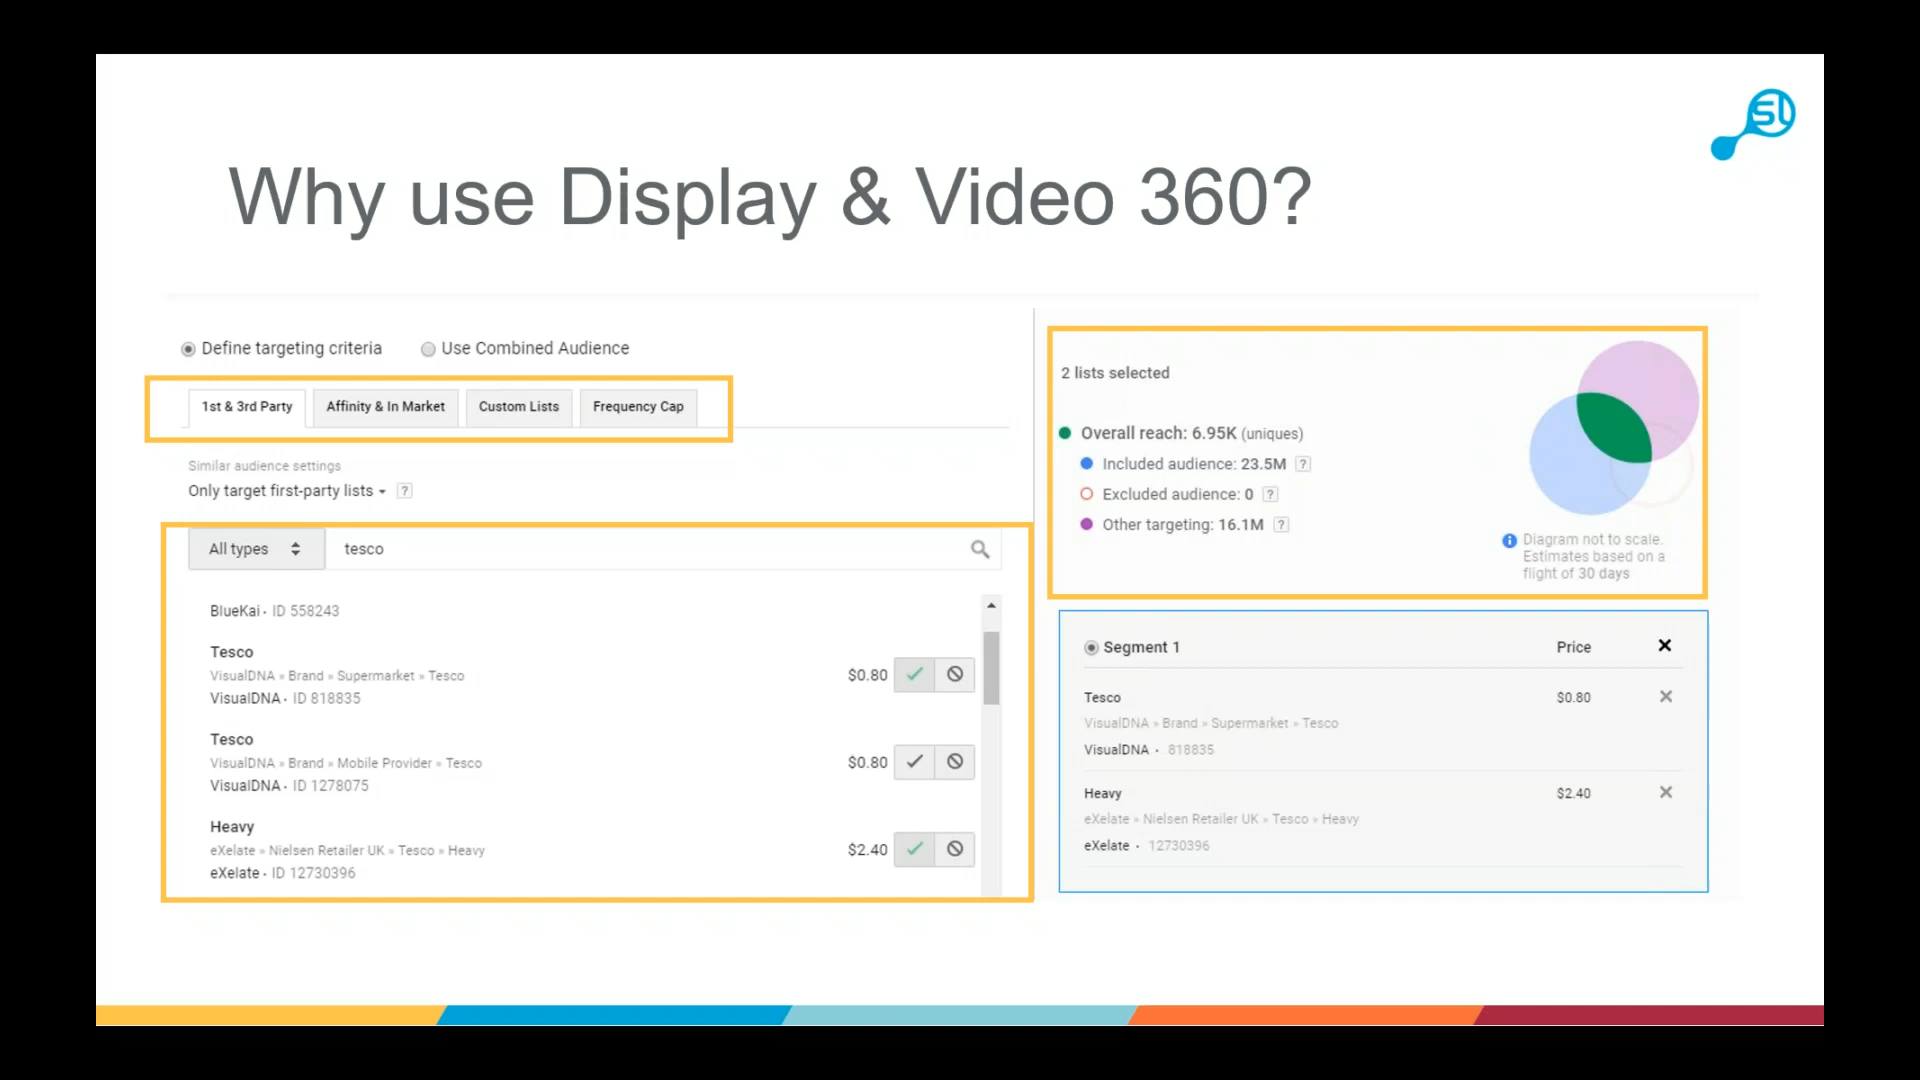 SL
Why use Display & Video 360?
Define targeting criteria
Use Combined Audience
1st & 3rd Party
Affinity & In Market
Custom Lists
Frequency Cap
Similar audience settings
Only target first-party lists ?
All types
tesco
BlueKai · ID 558243
Tesco
VisualDNA » Brand » Supermarket » Tesco
VisualDNA · ID 818835
$0.80
Tesco
VisualDNA » Brand » Mobile Provider » Tesco
VisualDNA · ID 1278075
$0.80
Heavy
eXelate » Nielsen Retailer UK » Tesco » Heavy
eXelate · ID 12730396
$2.40
2 lists selected
Overall reach: 6.95K (uniques)
Included audience: 23.5M ?
Excluded audience: 0 ?
Other targeting: 16.1M ?
Diagram not to scale.
Estimates based on a
flight of 30 days
Segment 1
Price
Tesco
$0.80
VisualDNA » Brand » Supermarket » Tesco
VisualDNA · 818835
Heavy
$2.40
eXelate » Nielsen Retailer UK » Tesco » Heavy
eXelate · 12730396